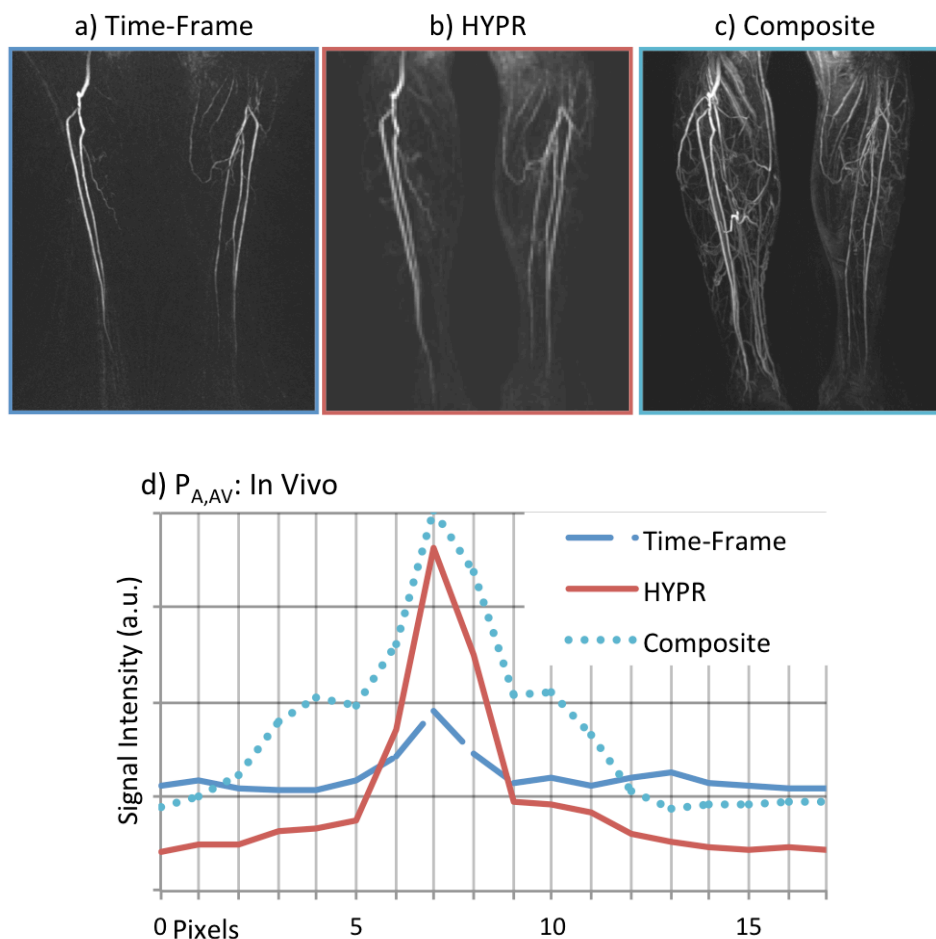 a) Time-Frame
b) HYPR
c) Composite
d) P_A,AV: In Vivo
Time-Frame
HYPR
Composite
Signal Intensity (a.u.)
0 Pixels 5 10 15